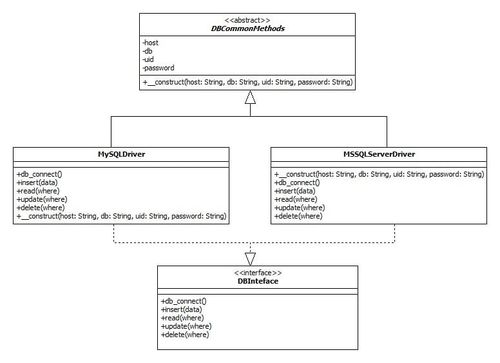 <<abstract>>
DBCommonMethods
-host
-db
-uid
-password
+__construct(host: String, db: String, uid: String, password: String)
MySQLDriver
+db_connect()
+insert(data)
+read(where)
+update(where)
+delete(where)
+__construct(host: String, db: String, uid: String, password: String)
MSSQLServerDriver
+__construct(host: String, db: String, uid: String, password: String)
+db_connect()
+insert(data)
+read(where)
+update(where)
+delete(where)
<<interface>>
DBInteface
+db_connect()
+insert(data)
+read(where)
+update(where)
+delete(where)